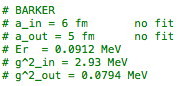 # BARKER
# a_in = 6 fm no fit
# a_out = 5 fm no fit
# Er = 0.0912 MeV
# g^2_in = 2.93 MeV
# g^2_out = 0.0794 MeV